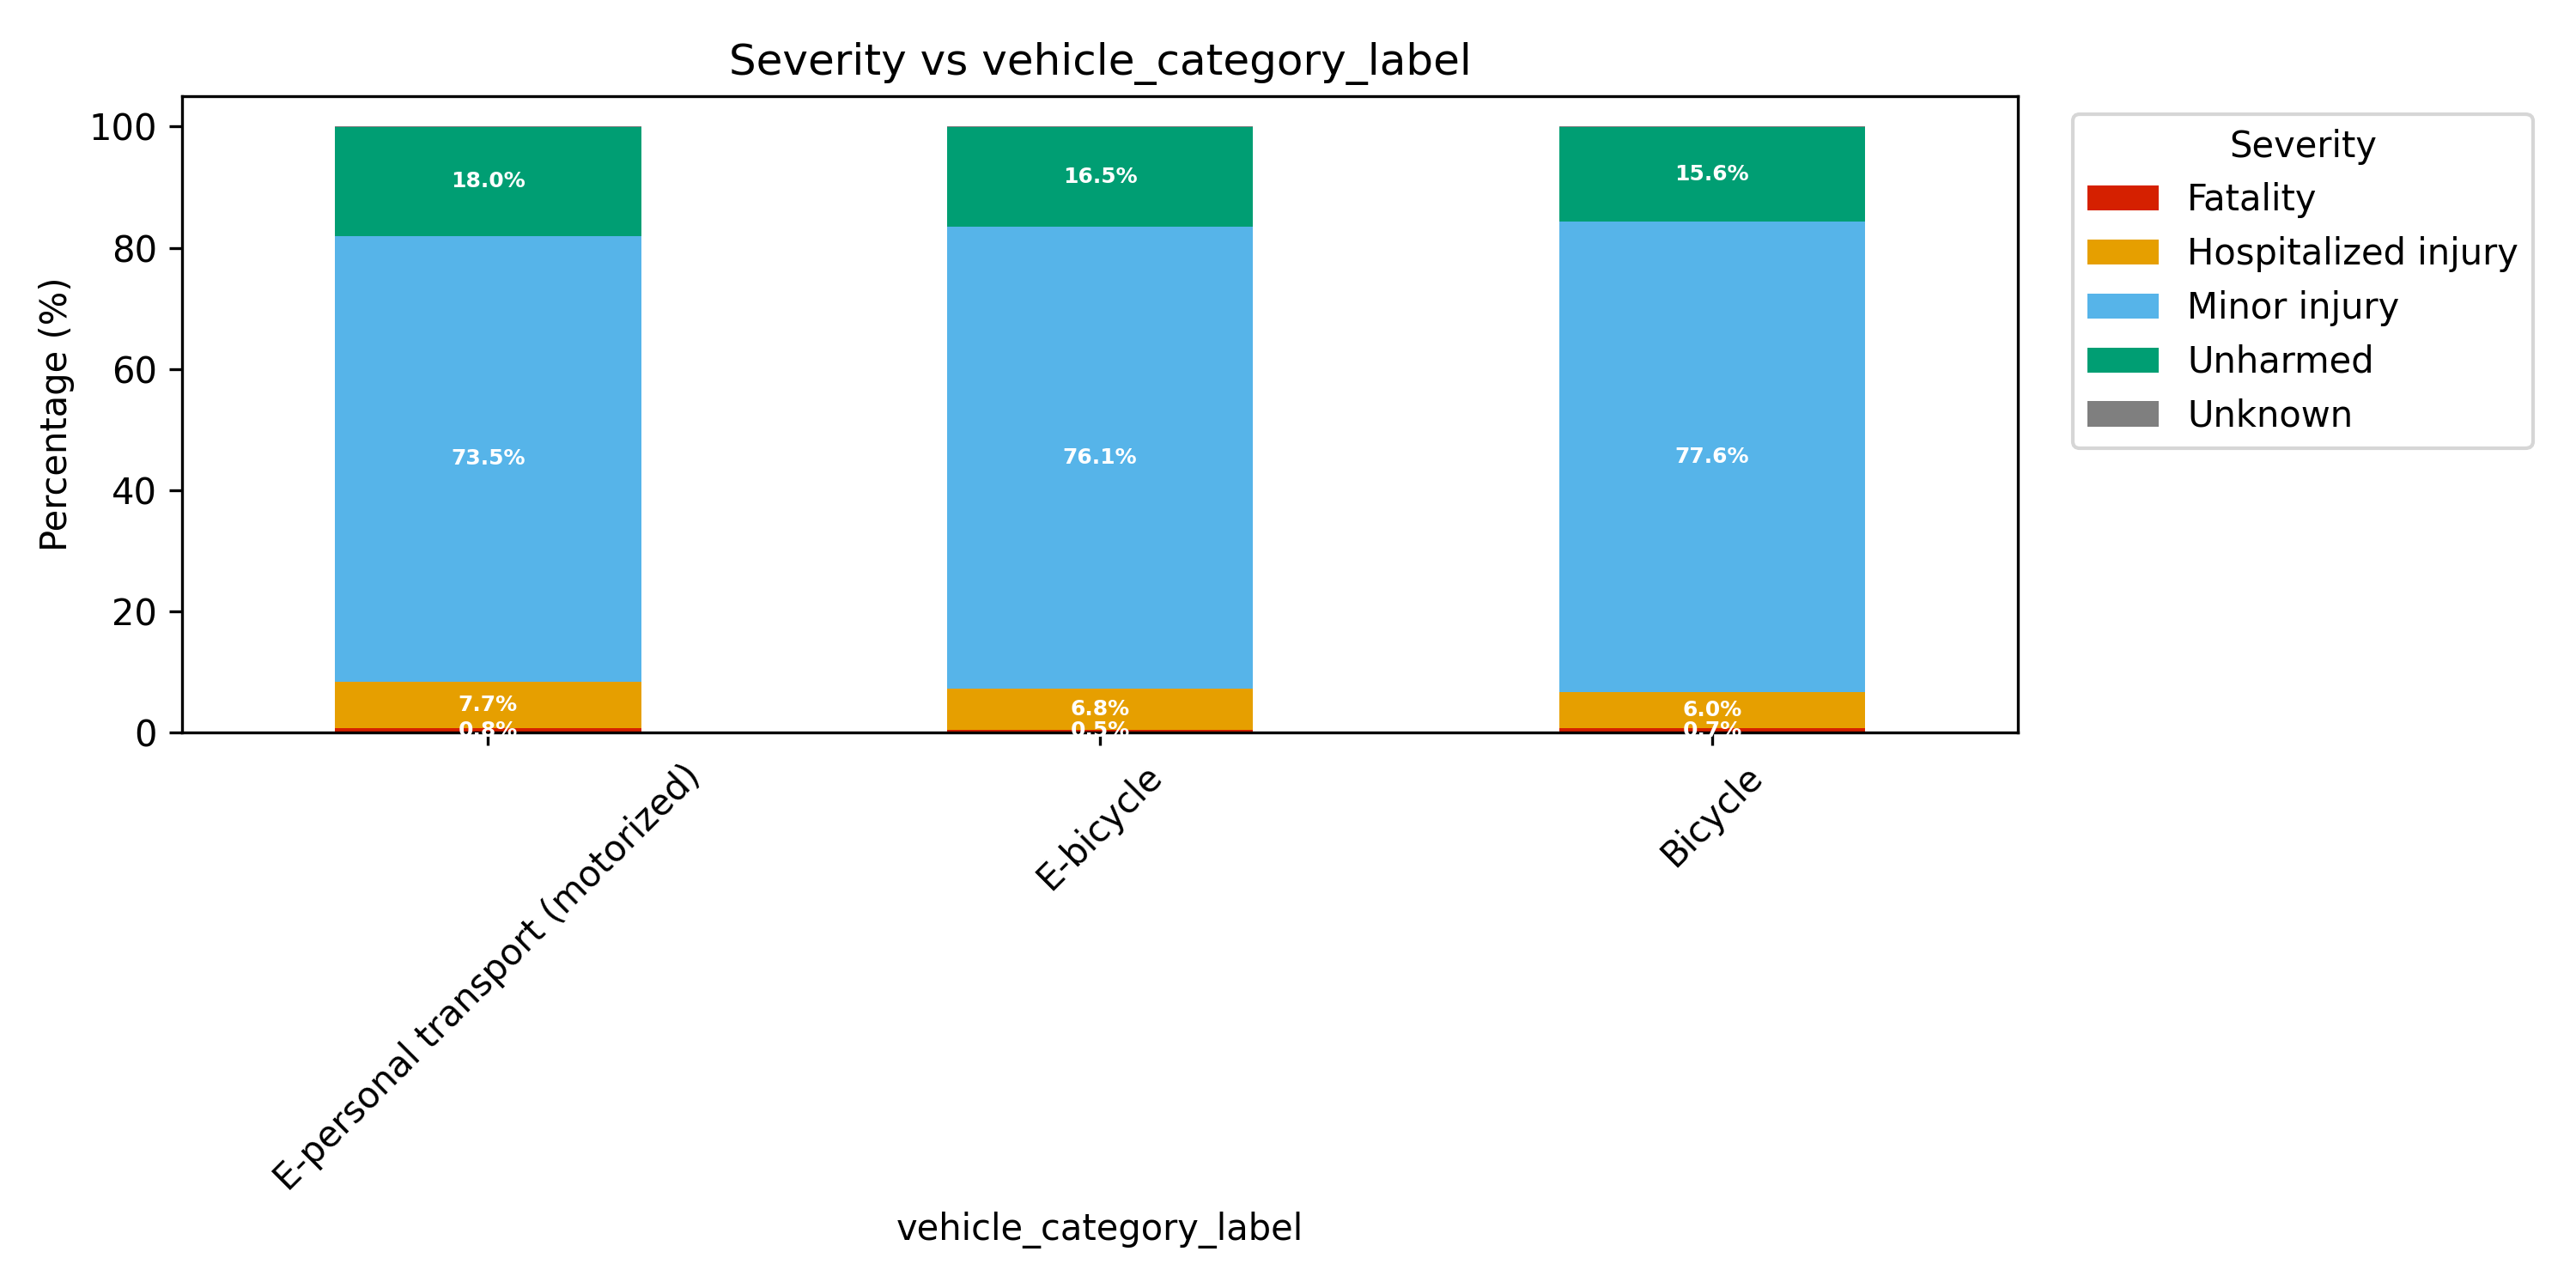 Severity vs vehicle_category_label
Percentage (%)
100
80
60
40
20
0
18.0%
73.5%
7.7%
0.8%
16.5%
76.1%
6.8%
0.5%
15.6%
77.6%
6.0%
0.7%
E-personal transport (motorized)
E-bicycle
Bicycle
vehicle_category_label
Severity
Fatality
Hospitalized injury
Minor injury
Unharmed
Unknown